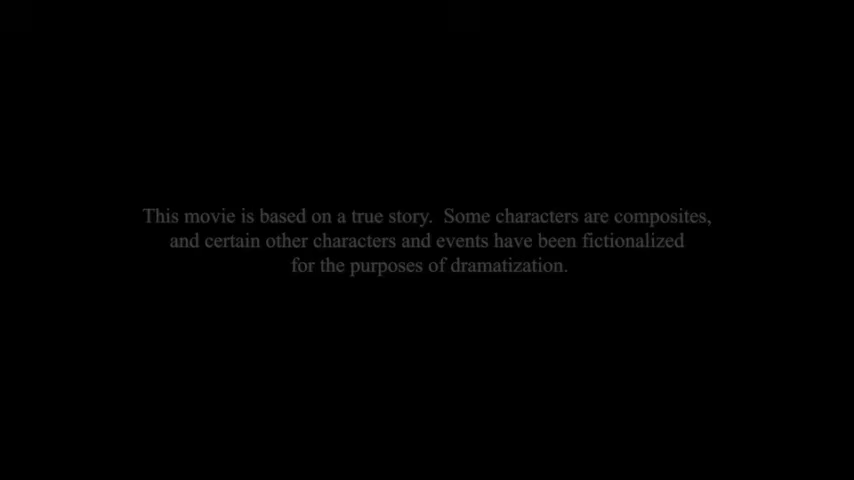 This movie is based on a true story.  Some characters are composites,
and certain other characters and events have been fictionalized
for the purposes of dramatization.